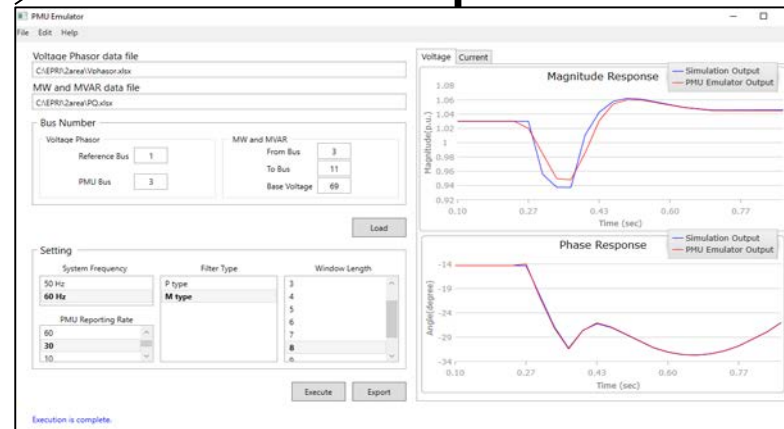 PMU Emulator
File Edit Help
Voltage Phasor data file
C:\EPRI\2area\Vphasor.xlsx
MW and MVAR data file
C:\EPRI\2area\PQ.xlsx
Bus Number
Voltage Phasor
Reference Bus 1
PMU Bus 3
MW and MVAR
From Bus 3
To Bus 11
Base Voltage 69
Load
Setting
System Frequency
50 Hz
60 Hz
PMU Reporting Rate
60
30
10
Filter Type
P type
M type
Window Length
3
4
5
6
7
8
Execute Export
Execution is complete.
Voltage Current
Magnitude Response
Simulation Output
PMU Emulator Output
Magnitude(p.u.)
1.08
1.06
1.04
1.02
1
0.98
0.96
0.94
0.92
0.10 0.27 0.43 0.60 0.77
Time (sec)
Phase Response
Simulation Output
PMU Emulator Output
Angle(degree)
-14
-19
-24
-29
-34
0.10 0.27 0.43 0.60 0.77
Time (sec)